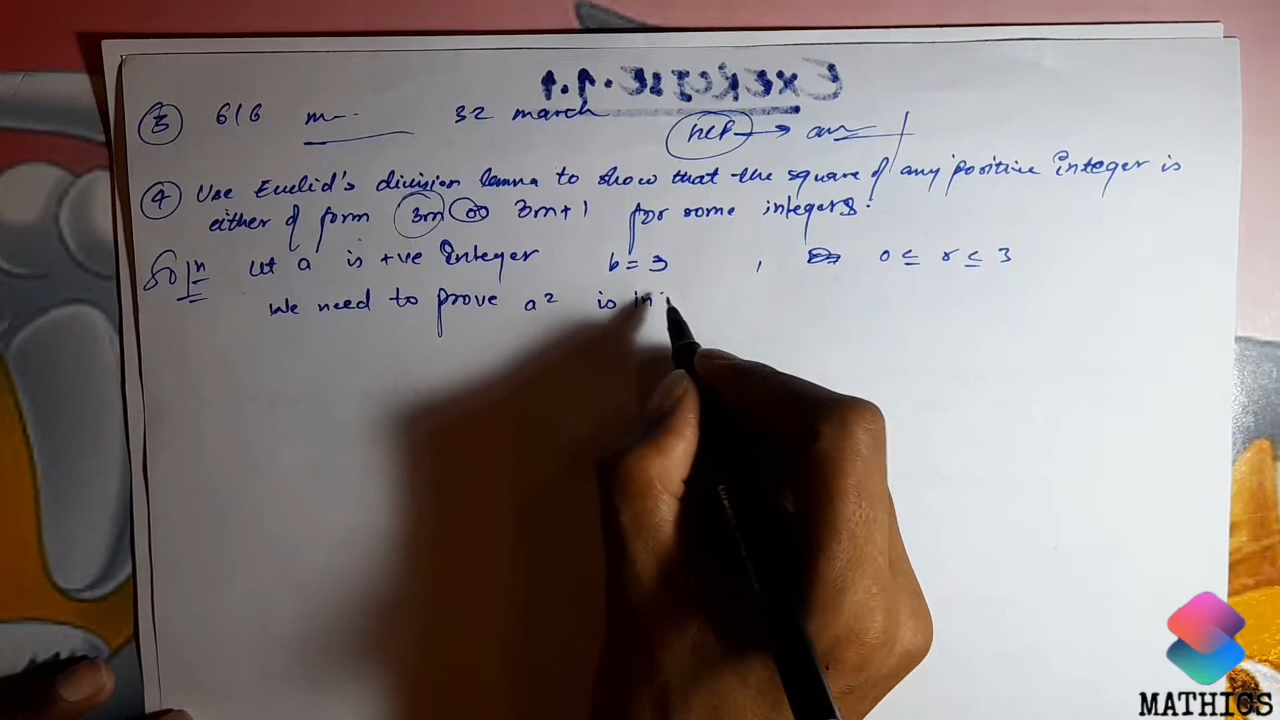 Exercise.1.1
③ 616 m 32 march
HCF → ans
④ Use Euclid's division lemma to show that the square of any positive Integer is
either of form 3m or 3m+1 for some integers.
Solⁿ Let a is +ve Integer b = 3 , 0 ≤ r ≤ 3
We need to prove a² is in
MATHIGS